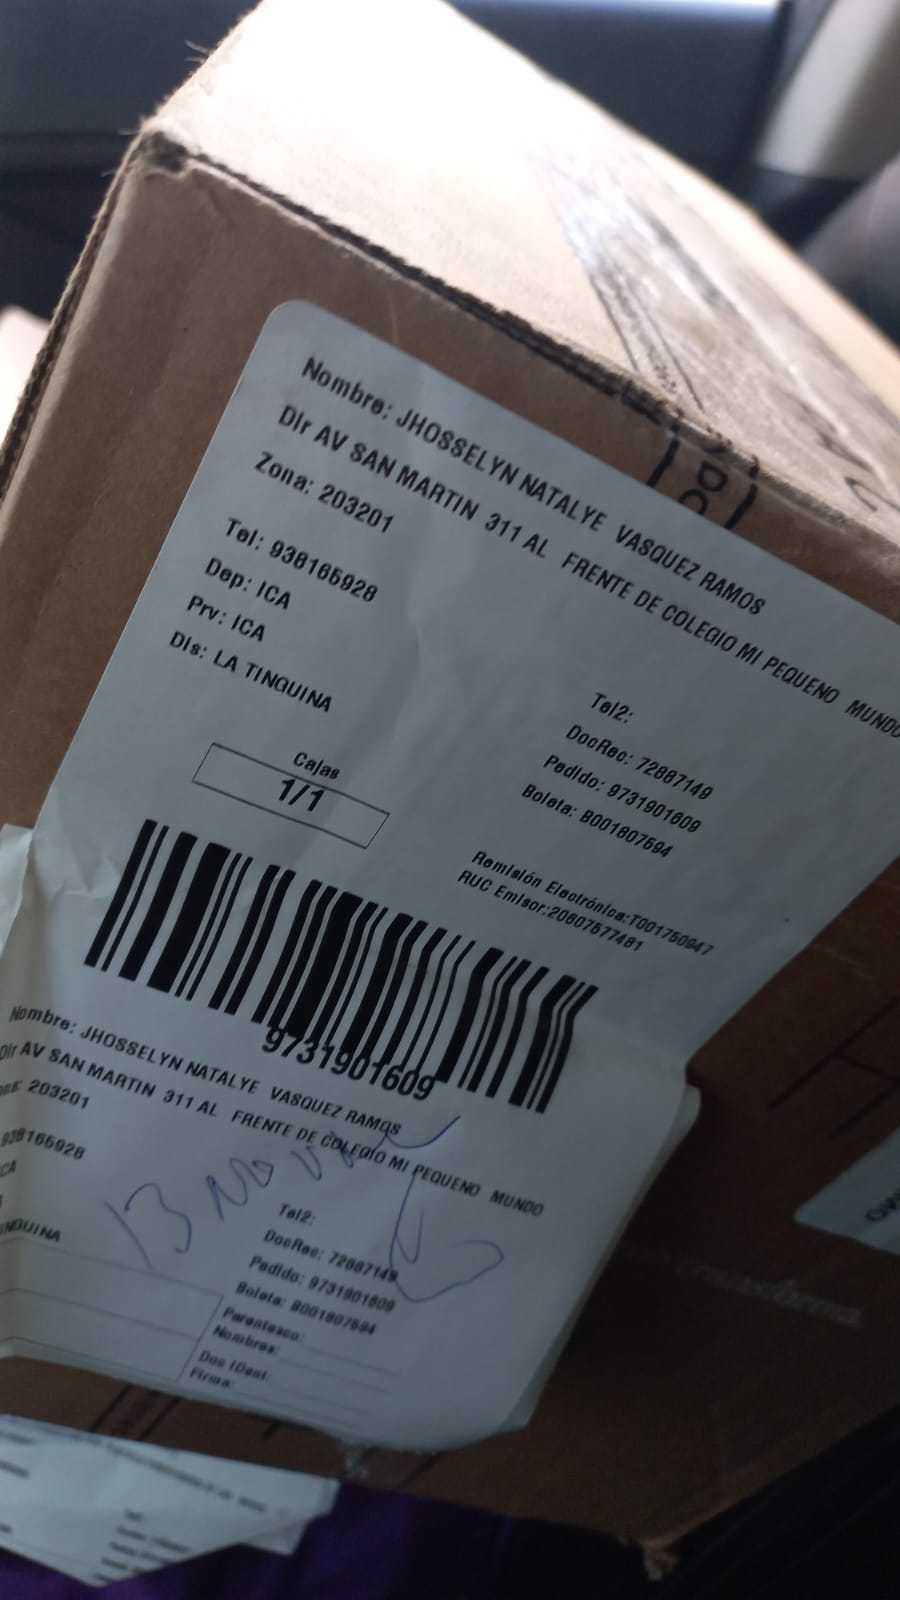 Nombre: JHOSSELYN NATALYE VASQUEZ RAMOS
Dir AV SAN MARTIN 311 AL FRENTE DE COLEGIO MI PEQUENO MUNDO
Zona: 203201
Tel: 938165928
Dep: ICA
Prv: ICA
Dis: LA TINGUINA
Tel2:
DocRec: 72887149
Pedido: 9731901609
Boleta: B001807594
Cajas
1/1
Remisión Electrónica:T001750947
RUC Emisor:20607577481
9731901609
Nombre: JHOSSELYN NATALYE VASQUEZ RAMOS
Dir AV SAN MARTIN 311 AL FRENTE DE COLEGIO MI PEQUENO MUNDO
203201
938165928
ICA
TINGUINA
13
Tel2:
DocRec: 72887149
Pedido: 9731901609
Boleta: B001807594
Parentesco:
Nombres:
Doc IDent:
Firma: